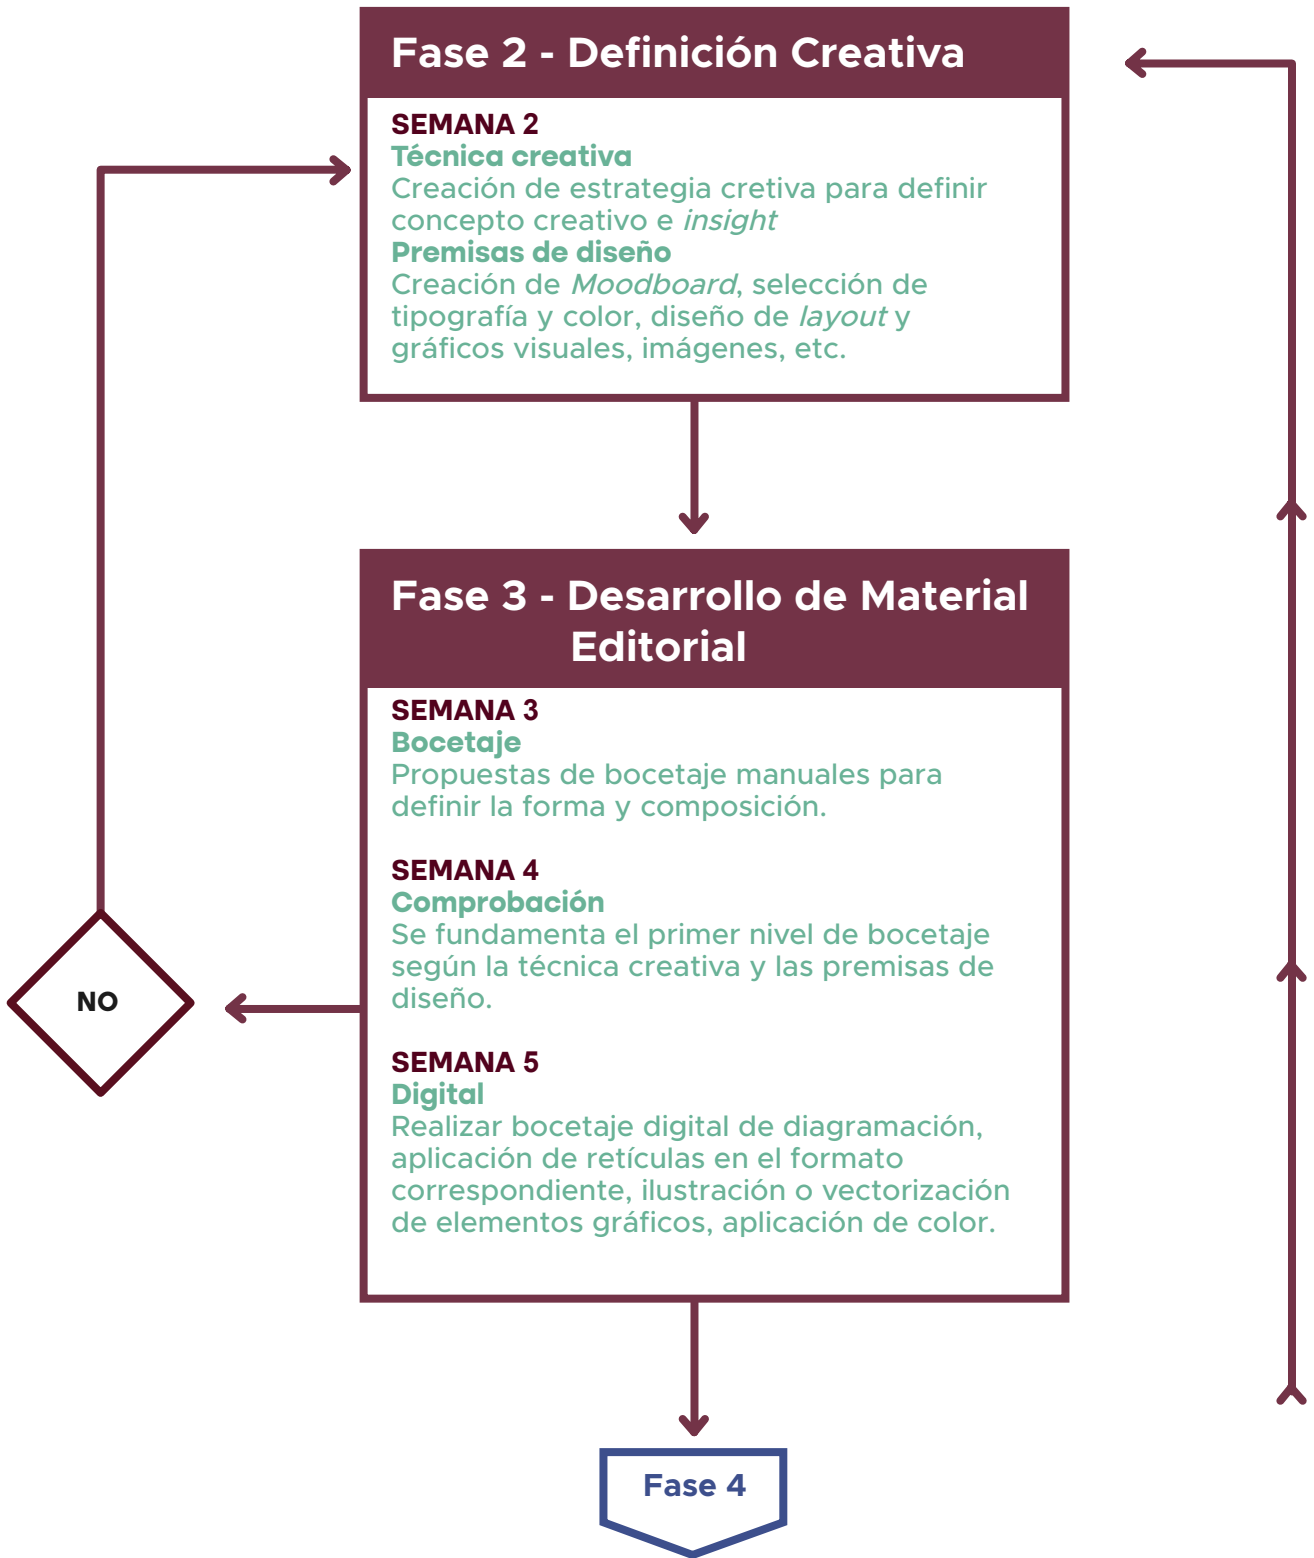 Fase 2 - Definición Creativa
SEMANA 2
Técnica creativa
Creación de estrategia cretiva para definir
concepto creativo e insight
Premisas de diseño
Creación de Moodboard, selección de
tipografía y color, diseño de layout y
gráficos visuales, imágenes, etc.
Fase 3 - Desarrollo de Material
Editorial
SEMANA 3
Bocetaje
Propuestas de bocetaje manuales para
definir la forma y composición.
SEMANA 4
Comprobación
Se fundamenta el primer nivel de bocetaje
según la técnica creativa y las premisas de
diseño.
NO
SEMANA 5
Digital
Realizar bocetaje digital de diagramación,
aplicación de retículas en el formato
correspondiente, ilustración o vectorización
de elementos gráficos, aplicación de color.
Fase 4